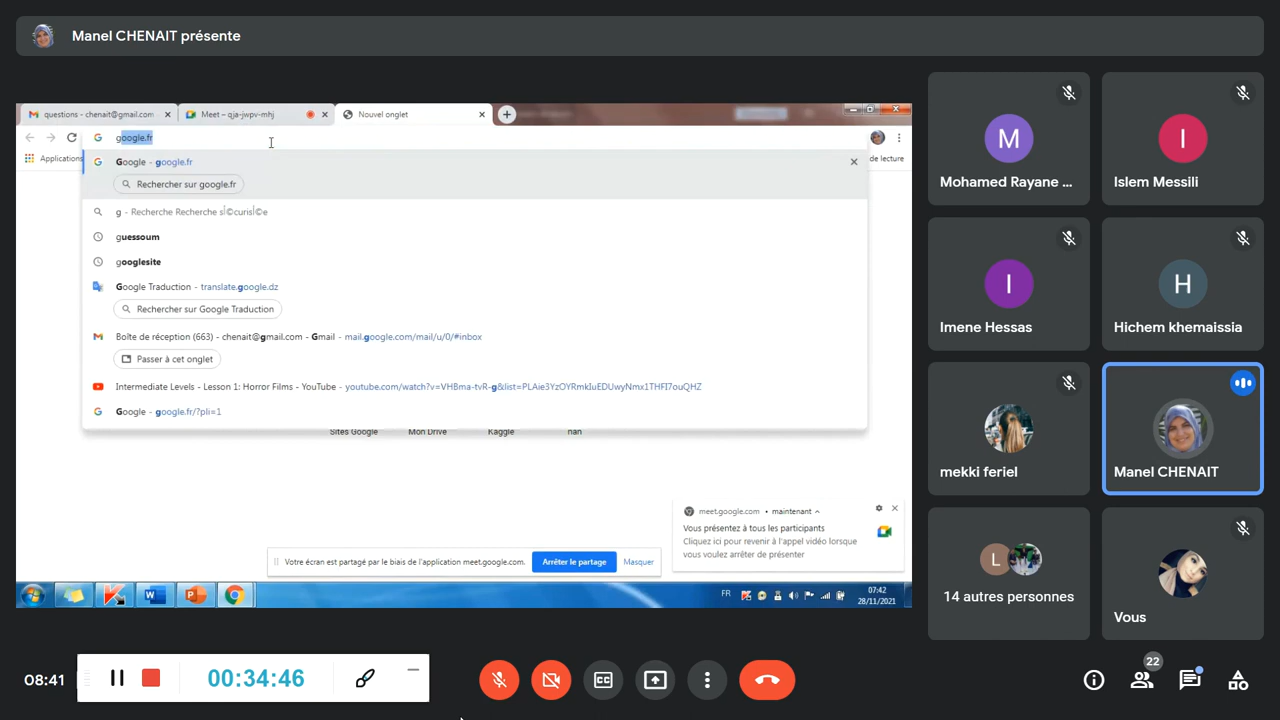 Manel CHENAIT présente
questions - chenait@gmail.com
Meet – qja-jwpv-mhj
Nouvel onglet
google.fr
Applications
de lecture
Google - google.fr
Rechercher sur google.fr
g - Recherche Recherche sÌ©curisÌ©e
guessoum
googlesite
Google Traduction - translate.google.dz
Rechercher sur Google Traduction
Boîte de réception (663) - chenait@gmail.com - Gmail - mail.google.com/mail/u/0/#inbox
Passer à cet onglet
Intermediate Levels - Lesson 1: Horror Films - YouTube - youtube.com/watch?v=VHBma-tvR-g&list=PLAie3YzOYRmkIuEDUwyNmx1THFI7ouQHZ
Google - google.fr/?pli=1
Sites Google
Mon Drive
Kaggle
nan
meet.google.com • maintenant
Vous présentez à tous les participants
Cliquez ici pour revenir à l'appel vidéo lorsque
vous voulez arrêter de présenter
Votre écran est partagé par le biais de l'application meet.google.com.
Arrêter le partage
Masquer
FR
07:42
28/11/2021
M
Mohamed Rayane ...
I
Islem Messili
I
Imene Hessas
H
Hichem khemaissia
mekki feriel
Manel CHENAIT
L
14 autres personnes
Vous
08:41
00:34:46
22